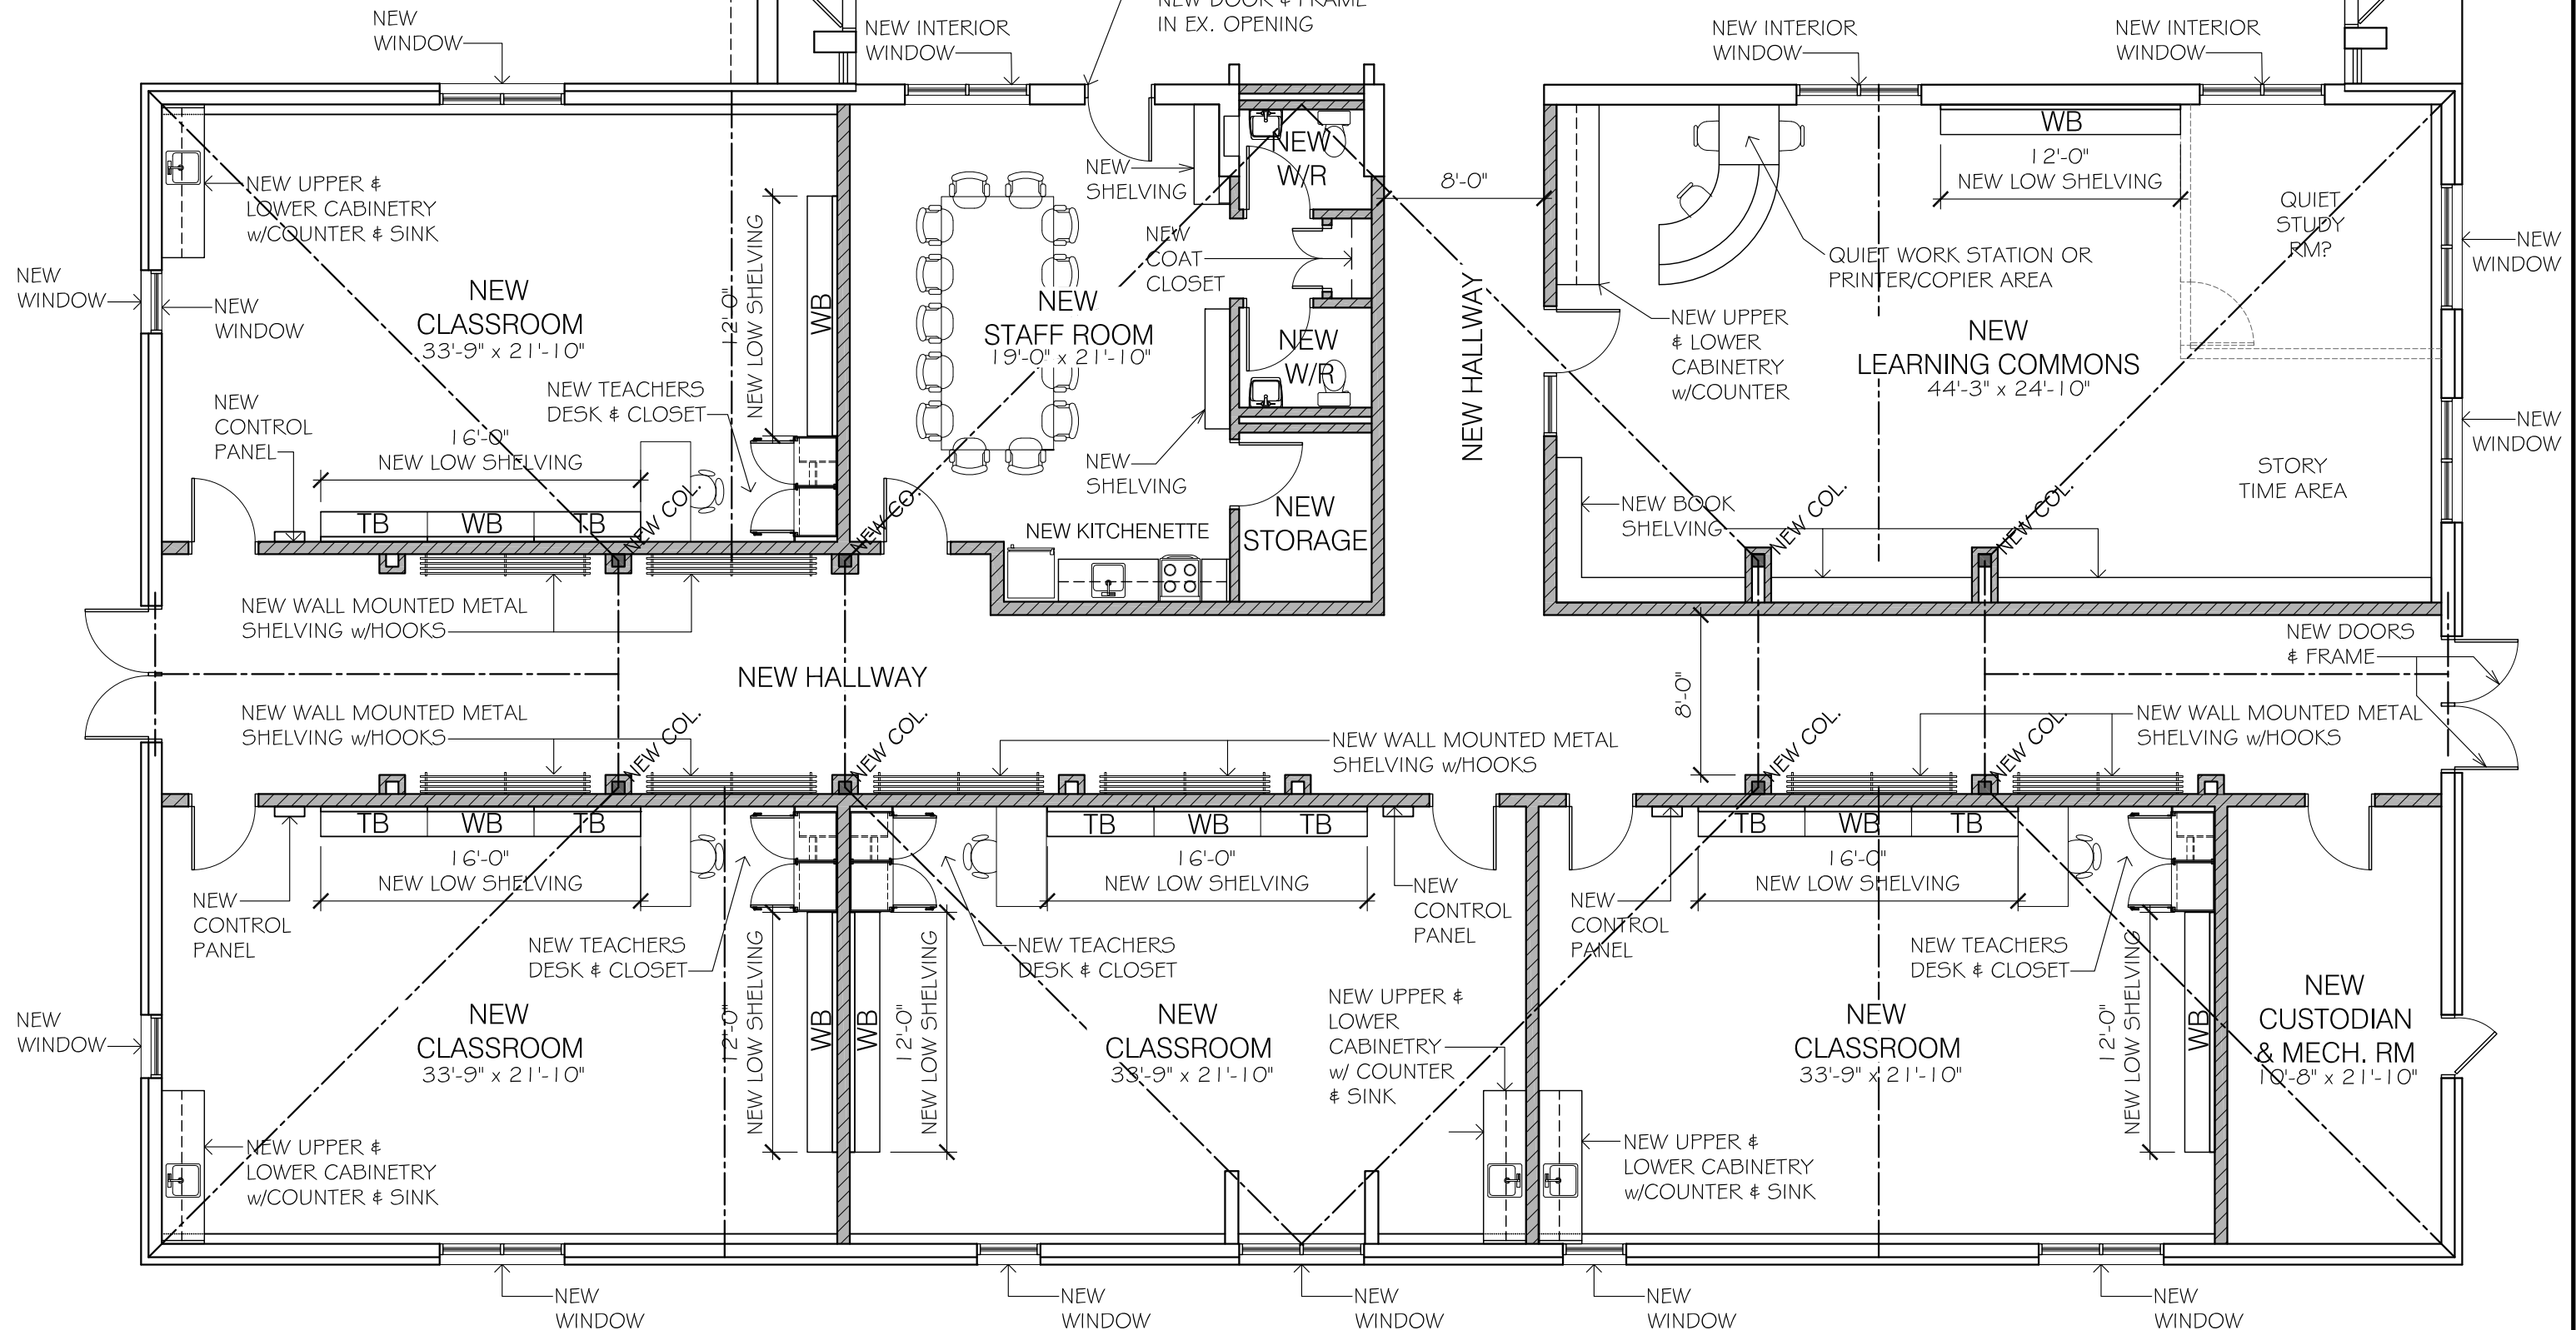 NEW
WINDOW
NEW INTERIOR
WINDOW
NEW DOOR & FRAME
IN EX. OPENING
NEW INTERIOR
WINDOW
NEW INTERIOR
WINDOW
NEW UPPER &
LOWER CABINETRY
w/COUNTER & SINK
NEW
WINDOW
NEW
WINDOW
NEW
CLASSROOM
33'-9" x 21'-10"
12'-0"
NEW LOW SHELVING
WB
NEW
CONTROL
PANEL
NEW TEACHERS
DESK & CLOSET
16'-0"
NEW LOW SHELVING
TB
WB
TB
NEW COL.
NEW
SHELVING
NEW
W/R
NEW
COAT
CLOSET
NEW
STAFF ROOM
19'-0" x 21'-10"
NEW
W/R
NEW
SHELVING
NEW CO.
NEW KITCHENETTE
NEW
STORAGE
8'-0"
NEW HALLWAY
WB
12'-0"
NEW LOW SHELVING
QUIET
STUDY
RM?
QUIET WORK STATION OR
PRINTER/COPIER AREA
NEW UPPER
& LOWER
CABINETRY
w/COUNTER
NEW
LEARNING COMMONS
44'-3" x 24'-10"
NEW
WINDOW
NEW
WINDOW
STORY
TIME AREA
NEW BOOK
SHELVING
NEW COL.
NEW COL.
NEW WALL MOUNTED METAL
SHELVING w/HOOKS
NEW HALLWAY
NEW DOORS
& FRAME
8'-0"
NEW WALL MOUNTED METAL
SHELVING w/HOOKS
NEW COL.
NEW COL.
NEW WALL MOUNTED METAL
SHELVING w/HOOKS
NEW COL.
NEW COL.
NEW WALL MOUNTED METAL
SHELVING w/HOOKS
TB
WB
TB
16'-0"
NEW LOW SHELVING
NEW
CONTROL
PANEL
NEW TEACHERS
DESK & CLOSET
12'-0"
NEW LOW SHELVING
WB
NEW
CLASSROOM
33'-9" x 21'-10"
NEW
WINDOW
NEW UPPER &
LOWER CABINETRY
w/COUNTER & SINK
WB
12'-0"
NEW LOW SHELVING
TB
WB
TB
16'-0"
NEW LOW SHELVING
NEW
CONTROL
PANEL
NEW TEACHERS
DESK & CLOSET
NEW
CLASSROOM
33'-9" x 21'-10"
NEW UPPER &
LOWER
CABINETRY
w/ COUNTER
& SINK
TB
WB
TB
16'-0"
NEW LOW SHELVING
NEW
CONTROL
PANEL
NEW TEACHERS
DESK & CLOSET
12'-0"
NEW LOW SHELVING
WB
NEW
CLASSROOM
33'-9" x 21'-10"
NEW UPPER &
LOWER CABINETRY
w/COUNTER & SINK
NEW
CUSTODIAN
& MECH. RM
10'-8" x 21'-10"
NEW
WINDOW
NEW
WINDOW
NEW
WINDOW
NEW
WINDOW
NEW
WINDOW